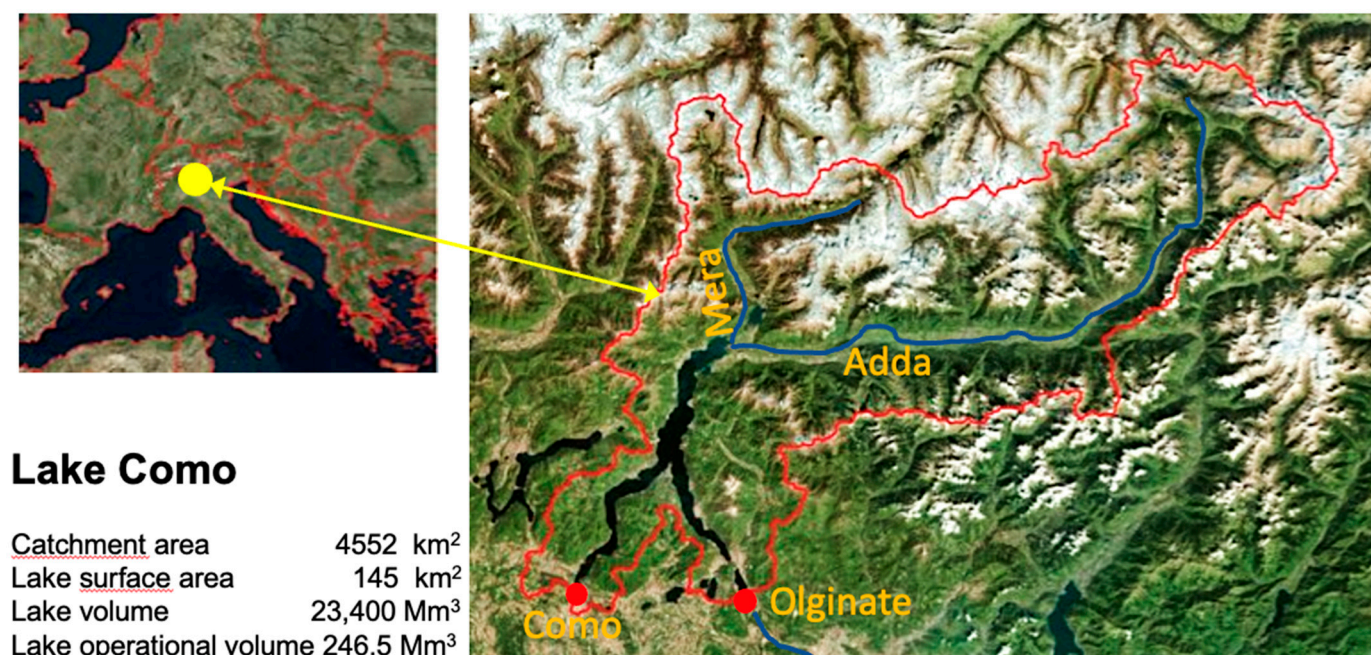 Mera
Adda
Lake Como
Catchment area 4552 km²
Lake surface area 145 km²
Lake volume 23,400 Mm³
Lake operational volume 246.5 Mm³
Como
Olginate